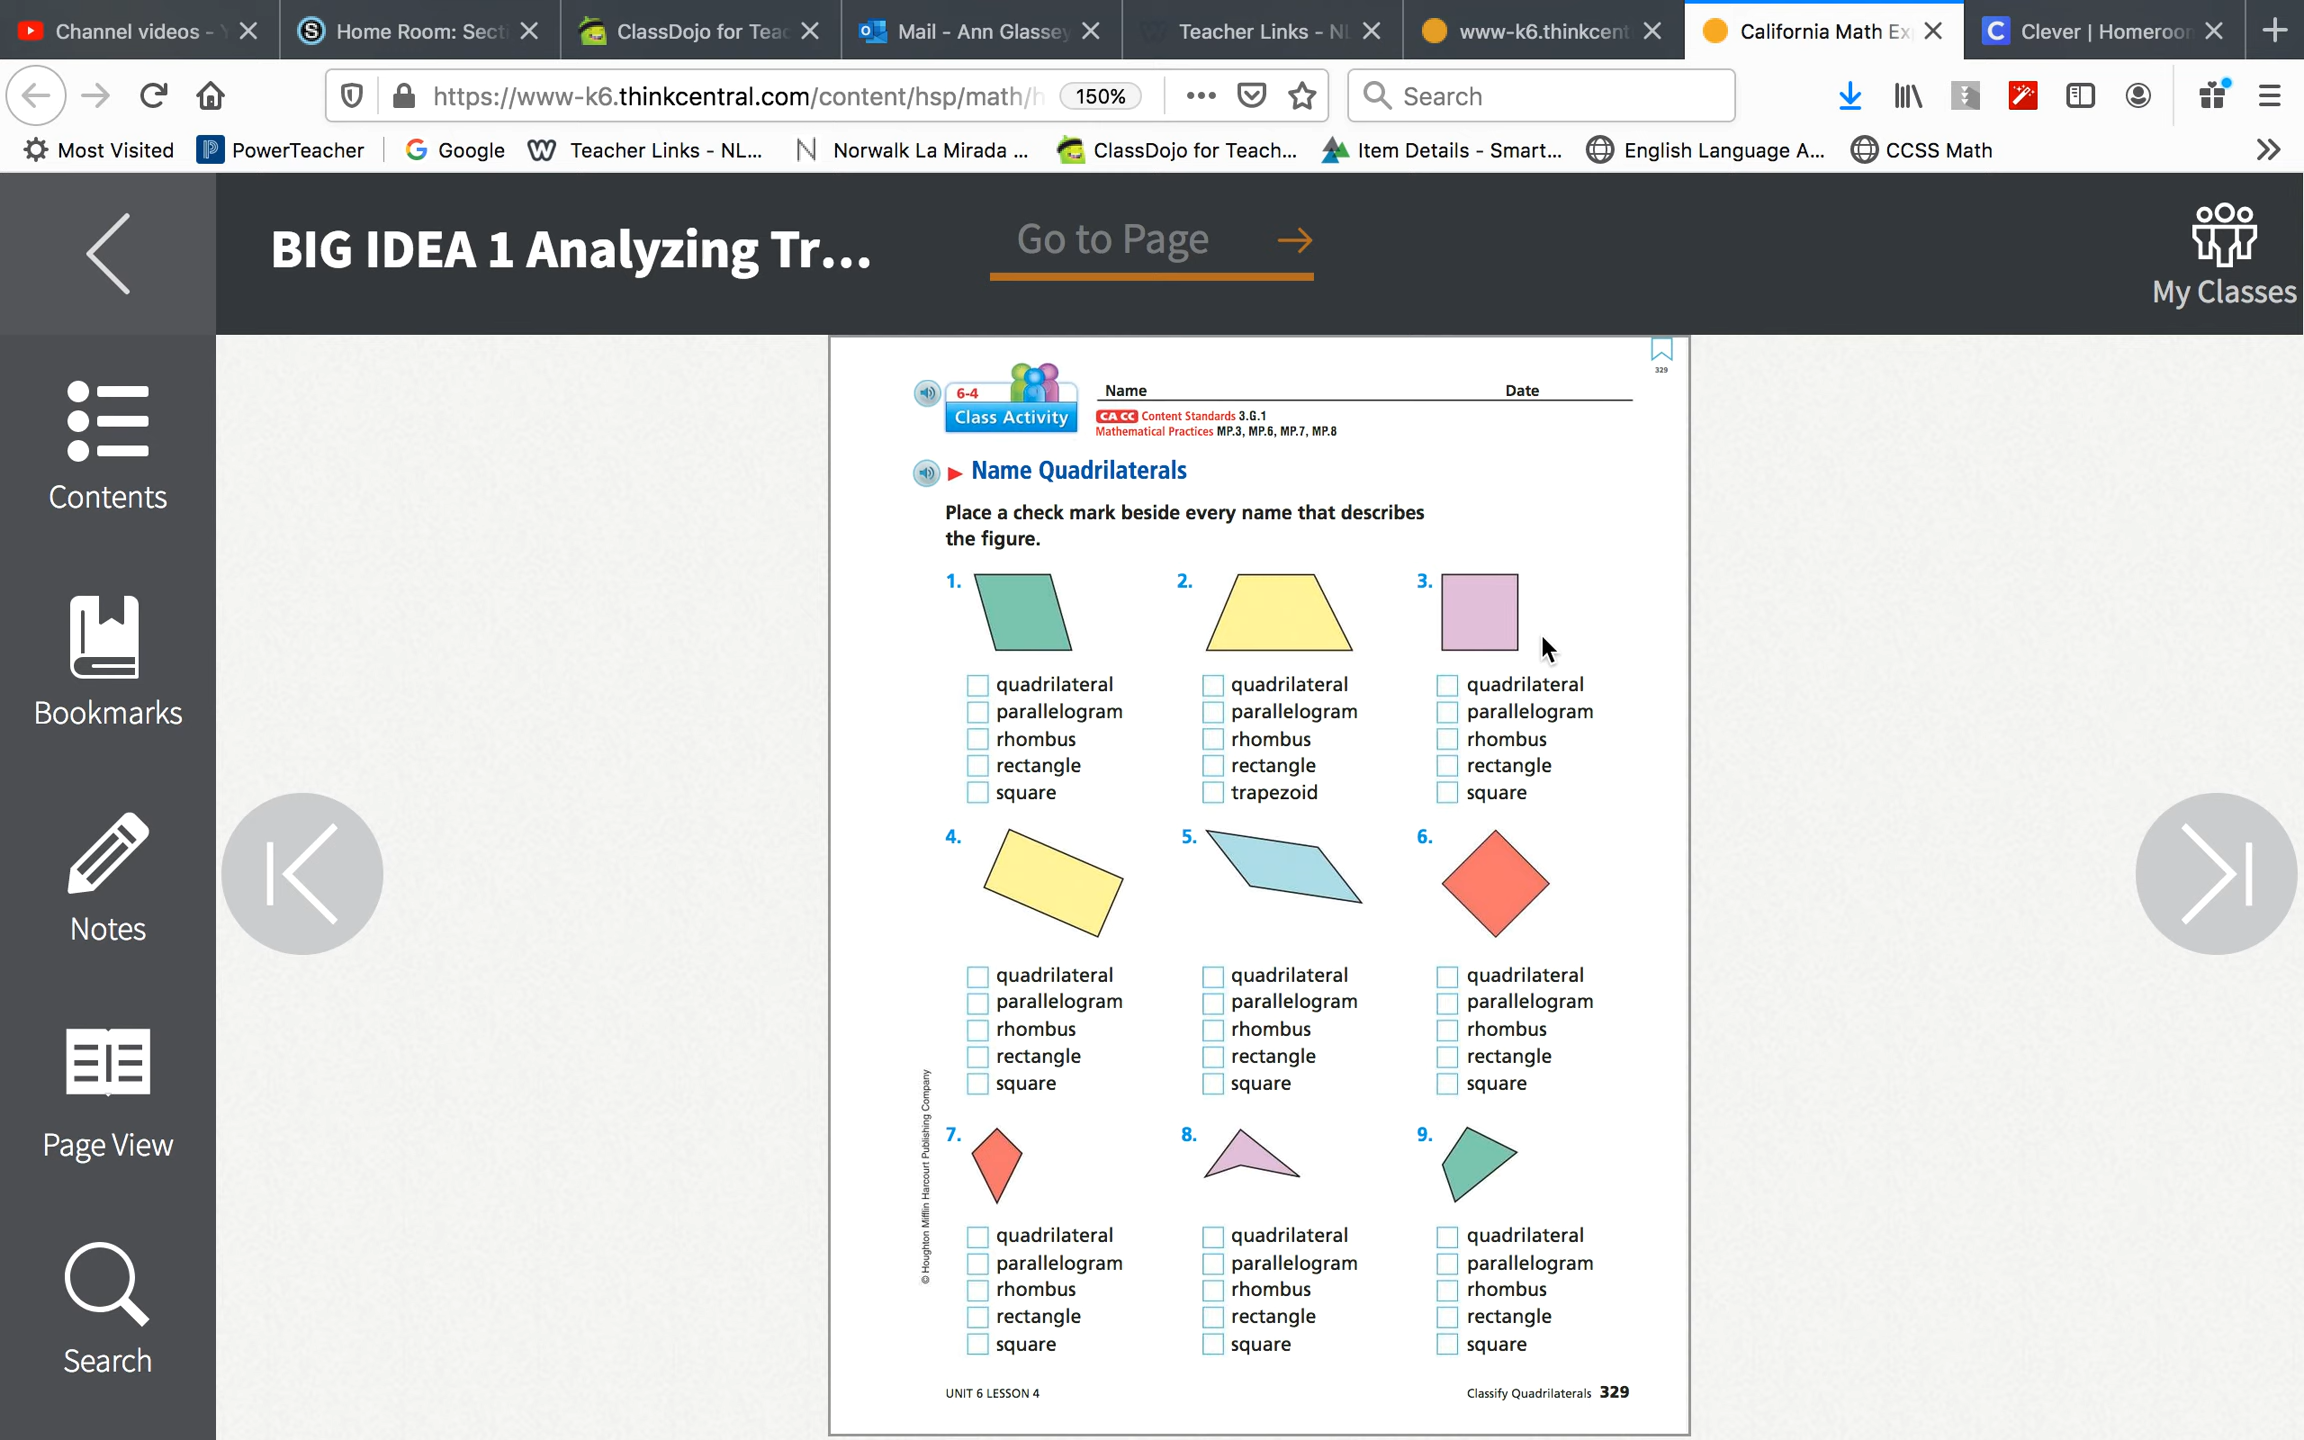 Channel videos -
Home Room: Secti
ClassDojo for Teac
Mail - Ann Glassey
Teacher Links - NL
www-k6.thinkcent
California Math Ex
Clever | Homeroom
https://www-k6.thinkcentral.com/content/hsp/math/h
150%
Search
Most Visited
PowerTeacher
Google
Teacher Links - NL...
Norwalk La Mirada ...
ClassDojo for Teach...
Item Details - Smart...
English Language A...
CCSS Math
BIG IDEA 1 Analyzing Tr...
Go to Page
My Classes
Contents
Bookmarks
Notes
Page View
Search
329
6-4
Class Activity
Name
Date
CA CC Content Standards 3.G.1
Mathematical Practices MP.3, MP.6, MP.7, MP.8
Name Quadrilaterals
Place a check mark beside every name that describes
the figure.
1.
2.
3.
quadrilateral
parallelogram
rhombus
rectangle
square
quadrilateral
parallelogram
rhombus
rectangle
trapezoid
quadrilateral
parallelogram
rhombus
rectangle
square
4.
5.
6.
quadrilateral
parallelogram
rhombus
rectangle
square
quadrilateral
parallelogram
rhombus
rectangle
square
quadrilateral
parallelogram
rhombus
rectangle
square
7.
8.
9.
quadrilateral
parallelogram
rhombus
rectangle
square
quadrilateral
parallelogram
rhombus
rectangle
square
quadrilateral
parallelogram
rhombus
rectangle
square
© Houghton Mifflin Harcourt Publishing Company
UNIT 6 LESSON 4
Classify Quadrilaterals 329